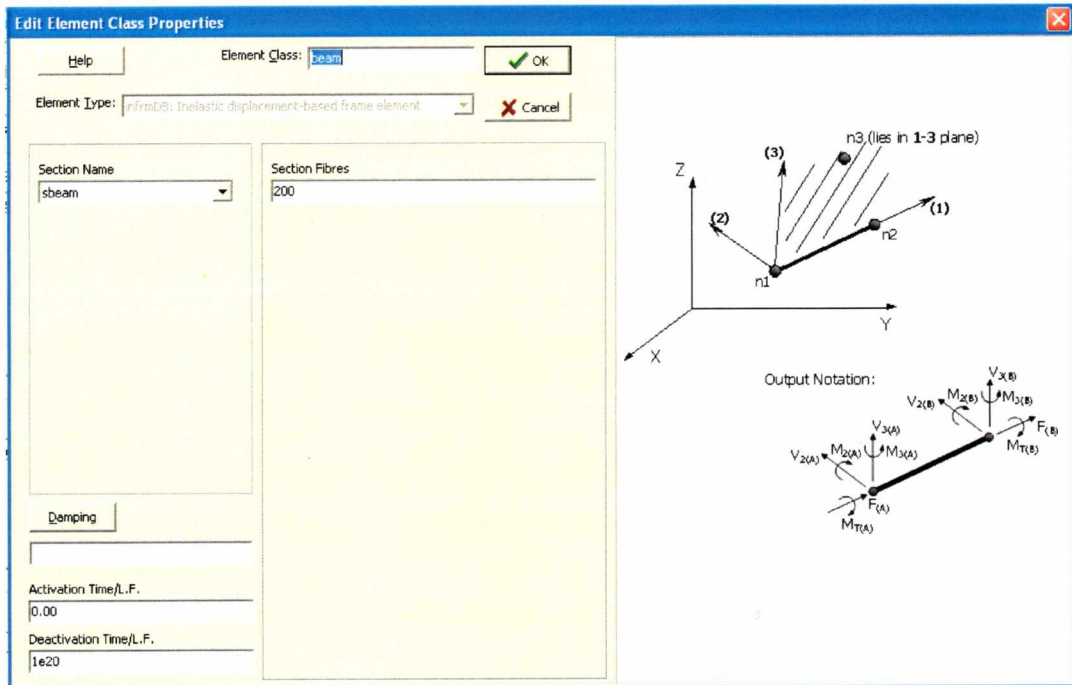 Edit Element Class Properties
Help
Element Class: beam
OK
Element Type: infrmDB: Inelastic displacement-based frame element
Cancel
Section Name
sbeam
Section Fibres
200
Damping
Activation Time/L.F.
0.00
Deactivation Time/L.F.
1e20
n3 (lies in 1-3 plane)
(3)
Z
(2)
(1)
n2
n1
Y
X
Output Notation:
V3(B)
V2(B) M2(B) M3(B)
F(B)
MT(B)
V3(A)
V2(A) M2(A) M3(A)
F(A)
MT(A)